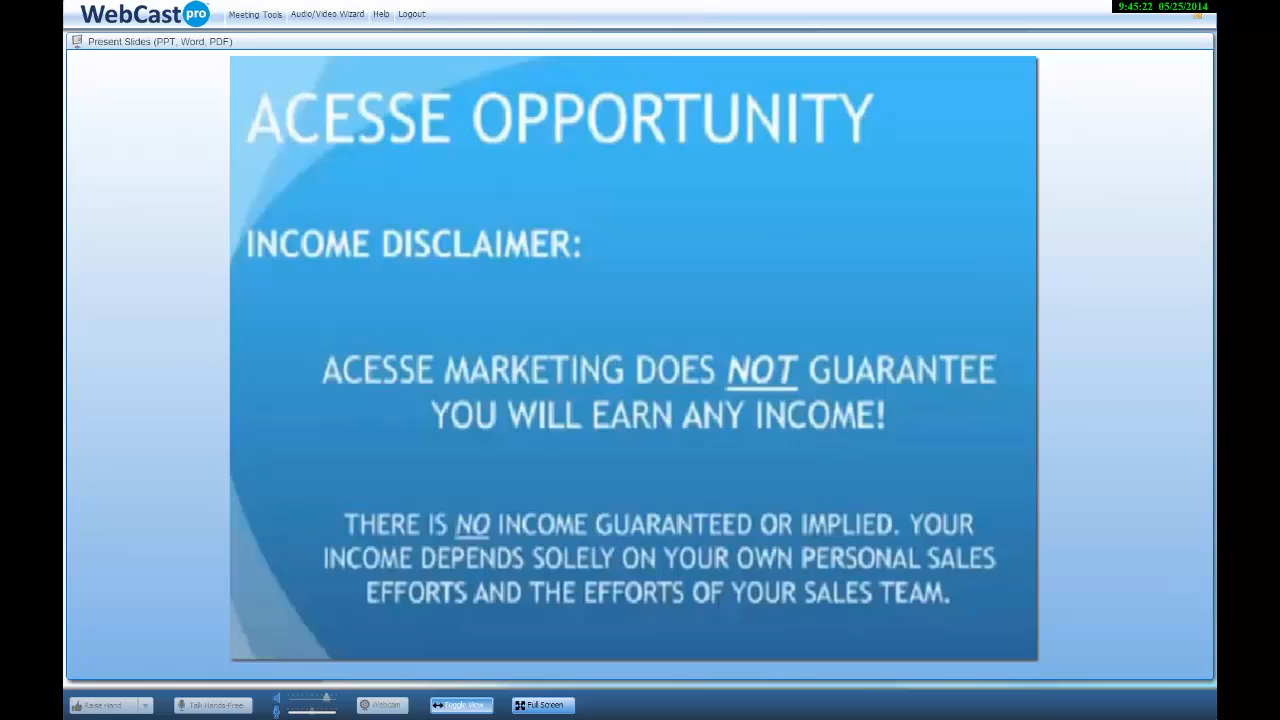 9:45:22 05/25/2014
WebCast pro Meeting Tools Audio/Video Wizard Help Logout
Present Slides (PPT, Word, PDF)
ACESSE OPPORTUNITY
INCOME DISCLAIMER:
ACESSE MARKETING DOES NOT GUARANTEE
YOU WILL EARN ANY INCOME!
THERE IS NO INCOME GUARANTEED OR IMPLIED. YOUR
INCOME DEPENDS SOLELY ON YOUR OWN PERSONAL SALES
EFFORTS AND THE EFFORTS OF YOUR SALES TEAM.
Raise Hand Talk Hands-Free Webcam Toggle View Full Screen